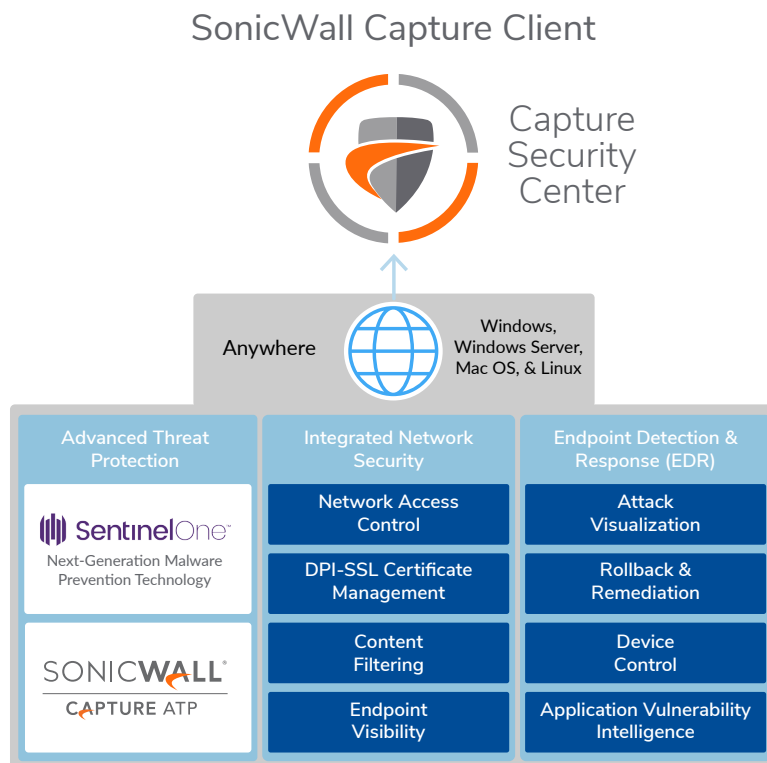 SonicWall Capture Client
Capture
Security
Center
Anywhere
Windows,
Windows Server,
Mac OS, & Linux
Advanced Threat
Protection
SentinelOne™
Next-Generation Malware
Prevention Technology
SONICWALL®
CAPTURE ATP
Integrated Network
Security
Network Access
Control
DPI-SSL Certificate
Management
Content
Filtering
Endpoint
Visibility
Endpoint Detection &
Response (EDR)
Attack
Visualization
Rollback &
Remediation
Device
Control
Application Vulnerability
Intelligence